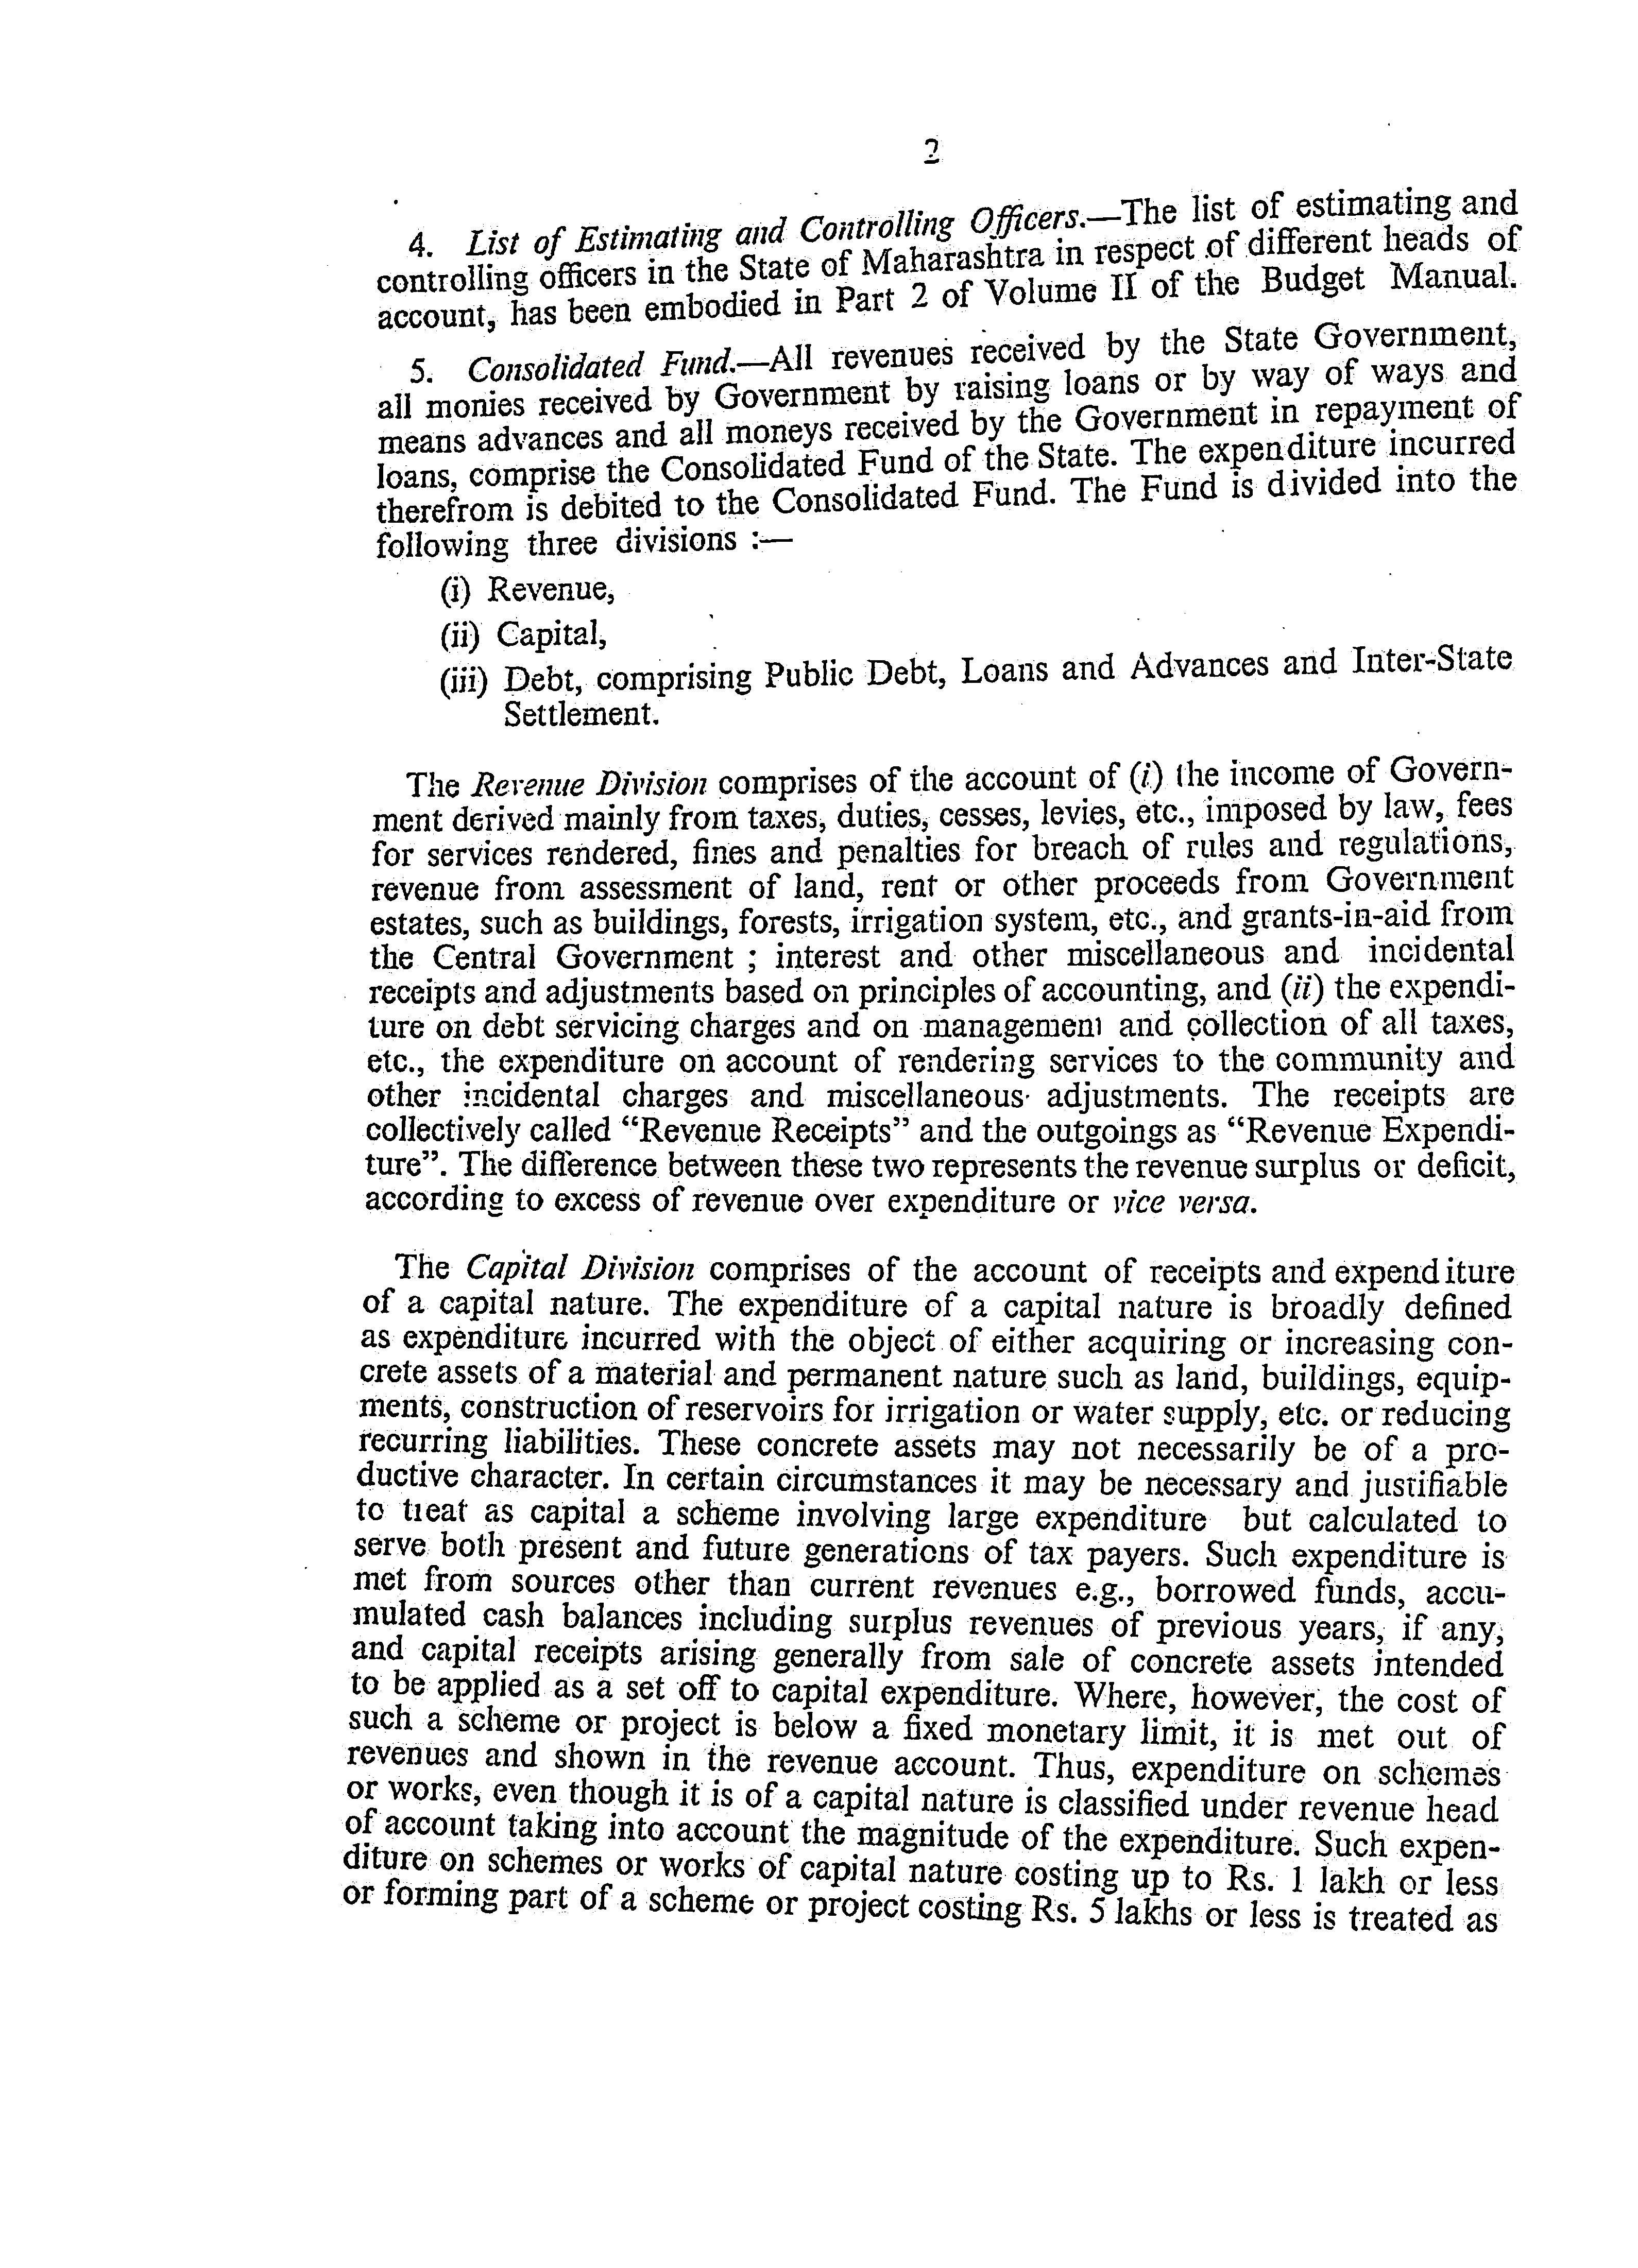 2
4. List of Estimating and Controlling Officers.—The list of estimating and
controlling officers in the State of Maharashtra in respect of different heads of
account, has been embodied in Part 2 of Volume II of the Budget Manual.
5. Consolidated Fund.—All revenues received by the State Government,
all monies received by Government by raising loans or by way of ways and
means advances and all moneys received by the Government in repayment of
loans, comprise the Consolidated Fund of the State. The expenditure incurred
therefrom is debited to the Consolidated Fund. The Fund is divided into the
following three divisions :—
(i) Revenue,
(ii) Capital,
(iii) Debt, comprising Public Debt, Loans and Advances and Inter-State
Settlement.
The Revenue Division comprises of the account of (i) the income of Govern-
ment derived mainly from taxes, duties, cesses, levies, etc., imposed by law, fees
for services rendered, fines and penalties for breach of rules and regulations,
revenue from assessment of land, rent or other proceeds from Government
estates, such as buildings, forests, irrigation system, etc., and grants-in-aid from
the Central Government ; interest and other miscellaneous and incidental
receipts and adjustments based on principles of accounting, and (ii) the expendi-
ture on debt servicing charges and on management and collection of all taxes,
etc., the expenditure on account of rendering services to the community and
other incidental charges and miscellaneous adjustments. The receipts are
collectively called “Revenue Receipts” and the outgoings as “Revenue Expendi-
ture”. The difference between these two represents the revenue surplus or deficit,
according to excess of revenue over expenditure or vice versa.
The Capital Division comprises of the account of receipts and expenditure
of a capital nature. The expenditure of a capital nature is broadly defined
as expenditure incurred with the object of either acquiring or increasing con-
crete assets of a material and permanent nature such as land, buildings, equip-
ments, construction of reservoirs for irrigation or water supply, etc. or reducing
recurring liabilities. These concrete assets may not necessarily be of a pro-
ductive character. In certain circumstances it may be necessary and justifiable
to treat as capital a scheme involving large expenditure but calculated to
serve both present and future generations of tax payers. Such expenditure is
met from sources other than current revenues e.g., borrowed funds, accu-
mulated cash balances including surplus revenues of previous years, if any,
and capital receipts arising generally from sale of concrete assets intended
to be applied as a set off to capital expenditure. Where, however, the cost of
such a scheme or project is below a fixed monetary limit, it is met out of
revenues and shown in the revenue account. Thus, expenditure on schemes
or works, even though it is of a capital nature is classified under revenue head
of account taking into account the magnitude of the expenditure. Such expen-
diture on schemes or works of capital nature costing up to Rs. 1 lakh or less
or forming part of a scheme or project costing Rs. 5 lakhs or less is treated as